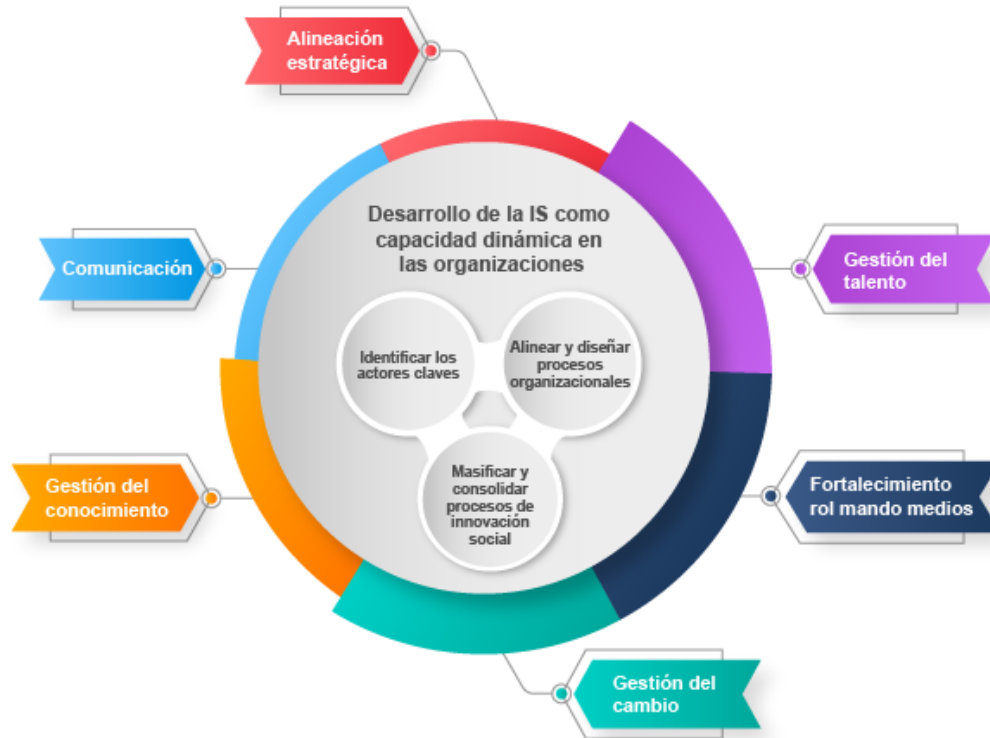 Alineación
estratégica
Desarrollo de la IS como
capacidad dinámica en
las organizaciones
Comunicación
Gestión del
talento
Identificar los
actores claves
Alinear y diseñar
procesos
organizacionales
Masificar y
consolidar
procesos de
innovación
social
Gestión del
conocimiento
Fortalecimiento
rol mando medios
Gestión del
cambio